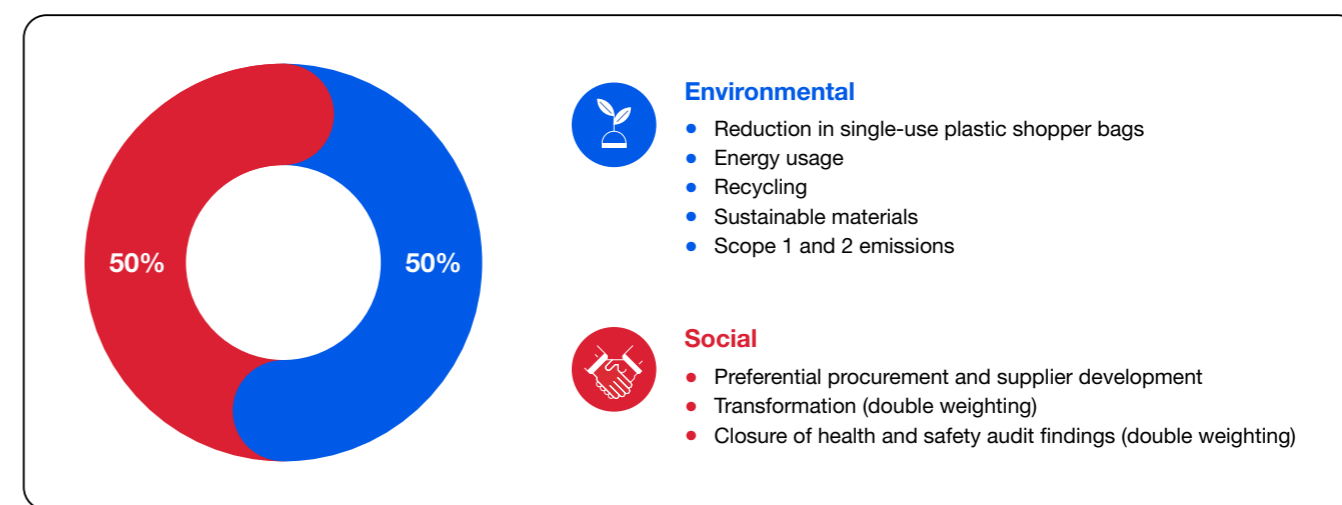 50%
50%
Environmental
• Reduction in single-use plastic shopper bags
• Energy usage
• Recycling
• Sustainable materials
• Scope 1 and 2 emissions
Social
• Preferential procurement and supplier development
• Transformation (double weighting)
• Closure of health and safety audit findings (double weighting)